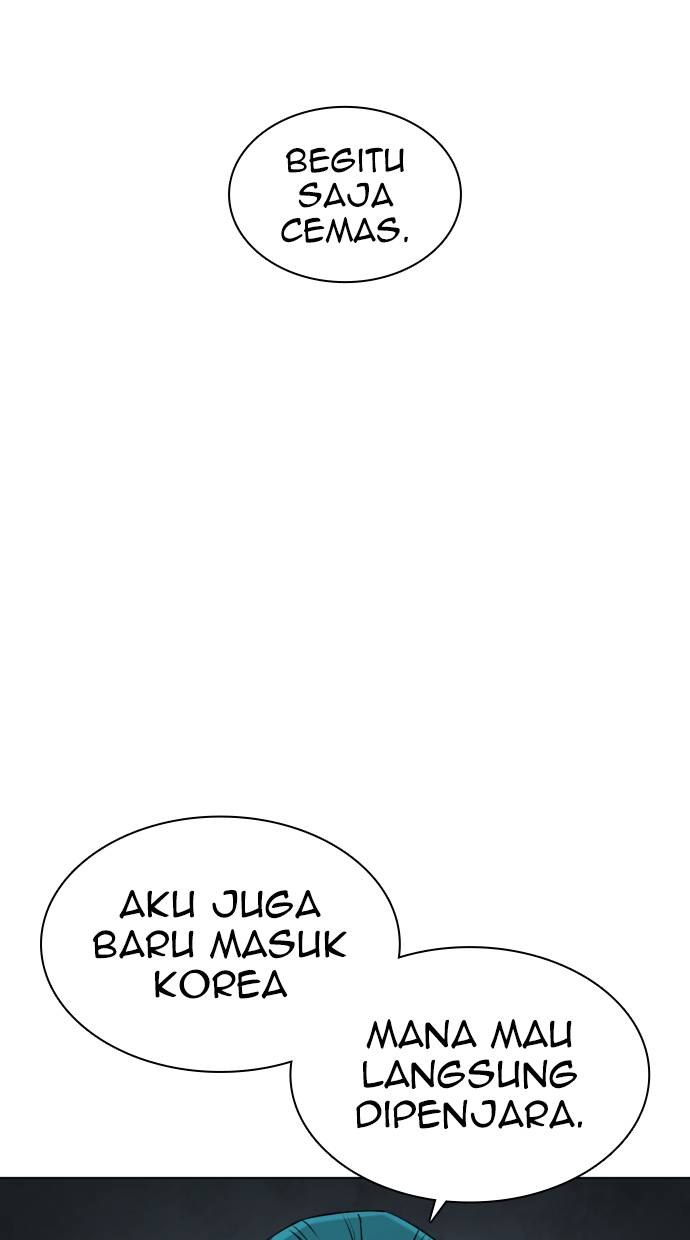 BEGITU
SAJA
CEMAS.
AKU JUGA
BARU MASUK
KOREA
MANA MAU
LANGSUNG
DIPENJARA.